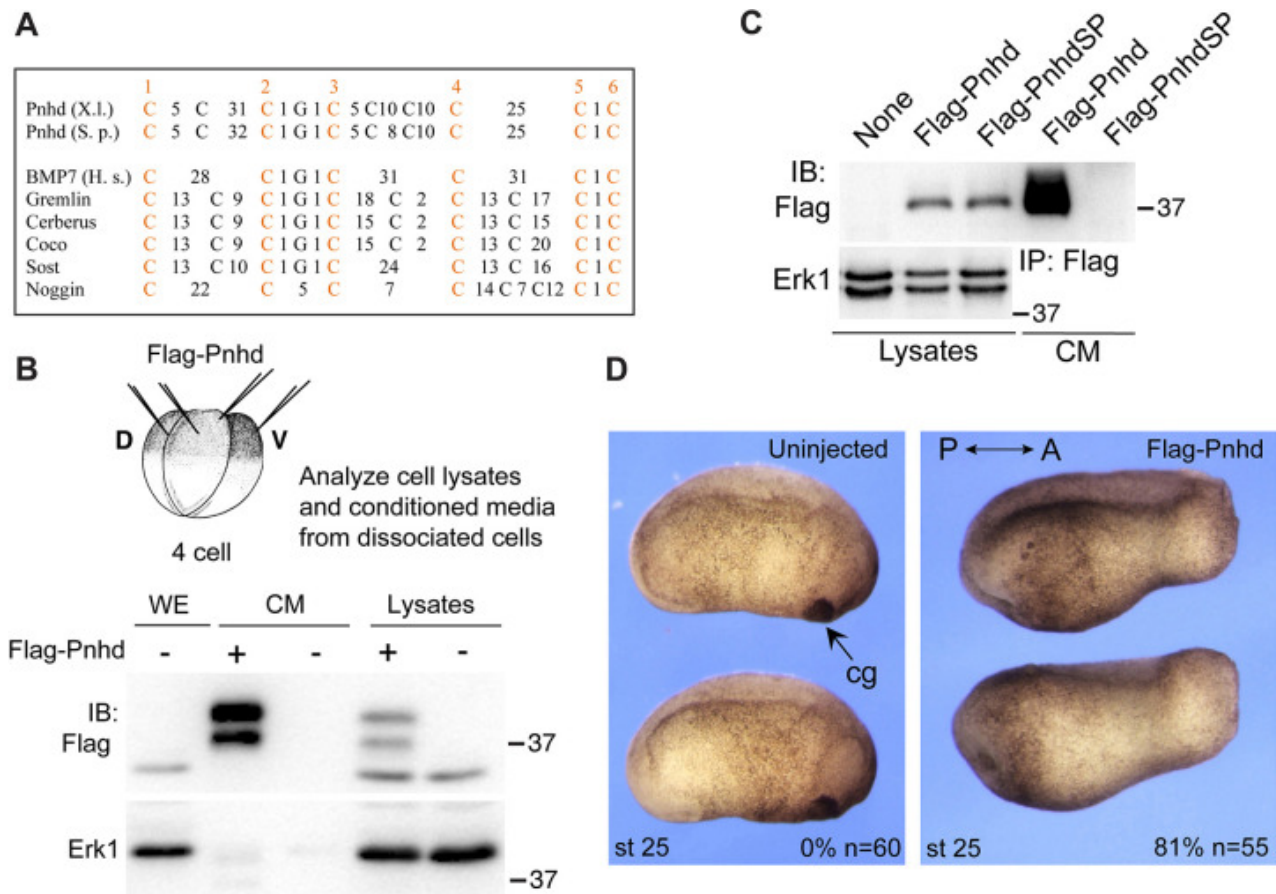 A
1 2 3 4 5 6
Pnhd (X.l.) C 5 C 31 C 1 G 1 C 5 C10 C10 C 25 C 1 C
Pnhd (S. p.) C 5 C 32 C 1 G 1 C 5 C 8 C10 C 25 C 1 C
BMP7 (H. s.) C 28 C 1 G 1 C 31 C 31 C 1 C
Gremlin C 13 C 9 C 1 G 1 C 18 C 2 C 13 C 17 C 1 C
Cerberus C 13 C 9 C 1 G 1 C 15 C 2 C 13 C 15 C 1 C
Coco C 13 C 9 C 1 G 1 C 15 C 2 C 13 C 20 C 1 C
Sost C 13 C 10 C 1 G 1 C 24 C 13 C 16 C 1 C
Noggin C 22 C 5 C 7 C 14 C 7 C12 C 1 C
B
Flag-Pnhd
D V
4 cell
Analyze cell lysates
and conditioned media
from dissociated cells
WE CM Lysates
Flag-Pnhd - + - + -
IB:
Flag
–37
Erk1
–37
C
None Flag-Pnhd Flag-PnhdSP Flag-Pnhd Flag-PnhdSP
IB:
Flag
–37
IP: Flag
Erk1
–37
Lysates CM
D
Uninjected
cg
st 25 0% n=60
P A Flag-Pnhd
st 25 81% n=55